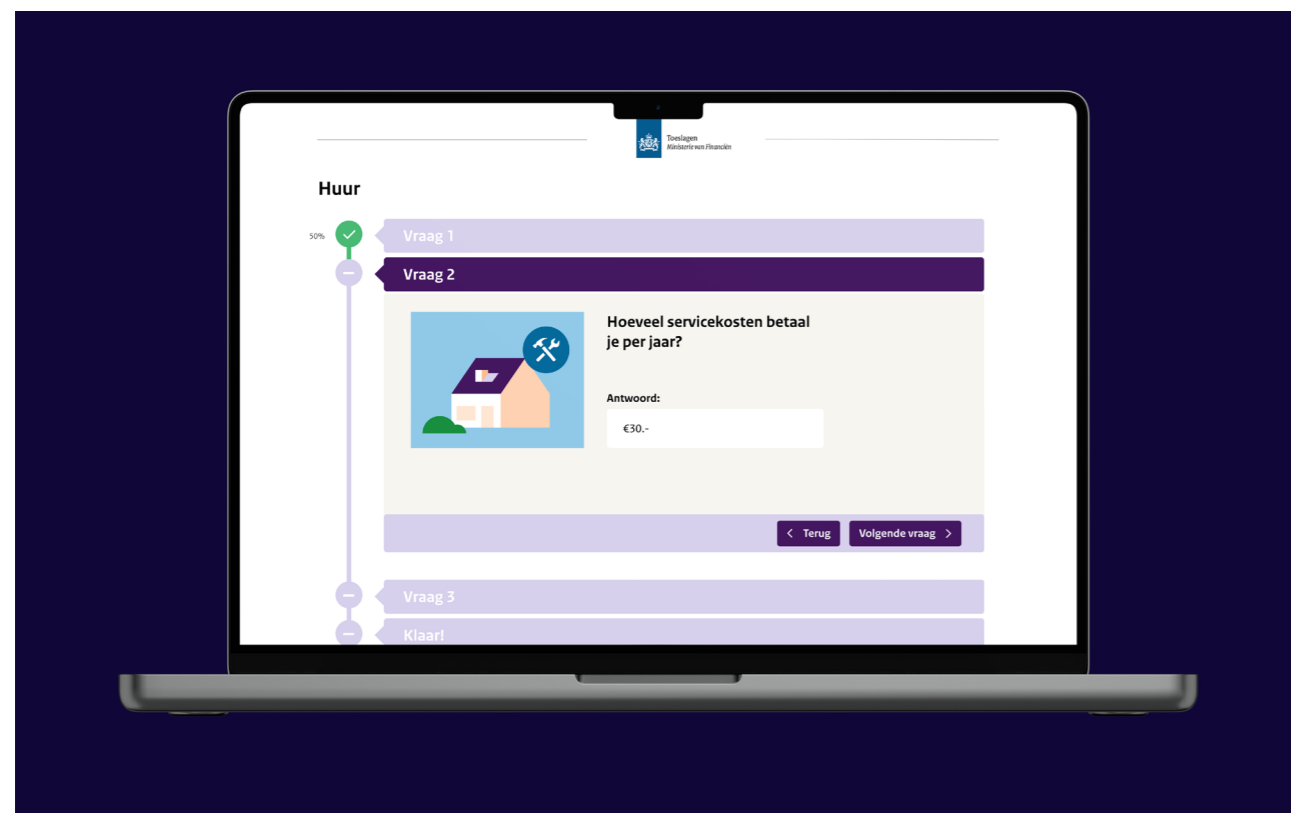 Toeslagen
Ministerie van Financiën
Huur
50%
Vraag 1
Vraag 2
Hoeveel servicekosten betaal
je per jaar?
Antwoord:
€30.-
Terug
Volgende vraag
Vraag 3
Klaar!